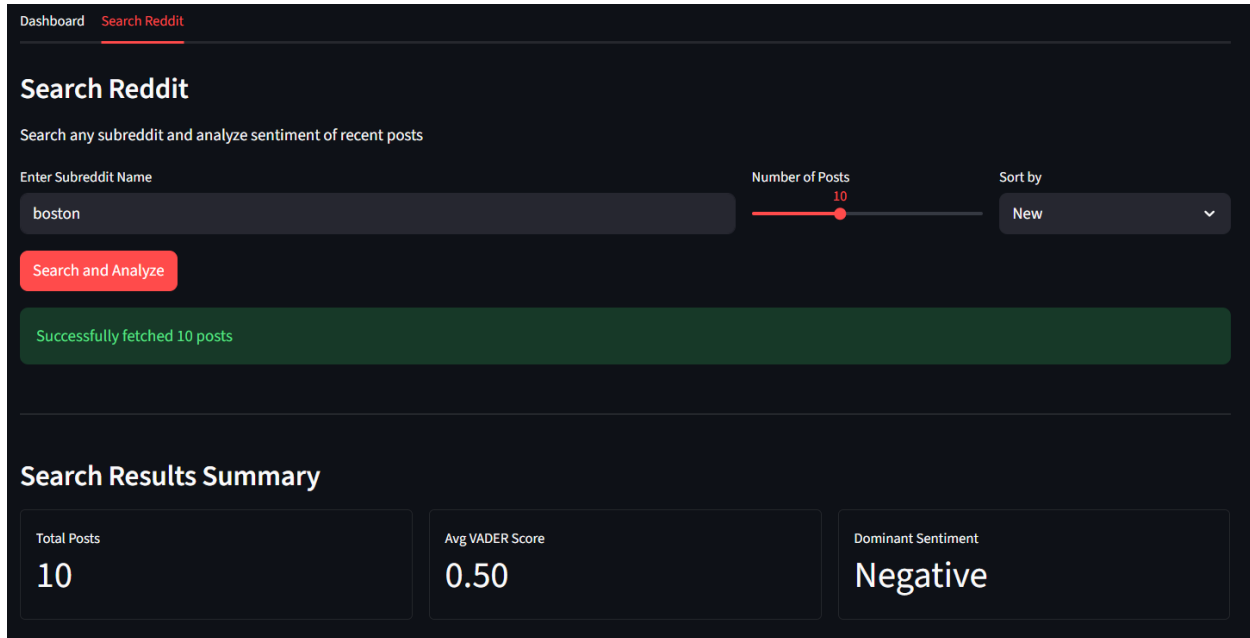 Dashboard Search Reddit
Search Reddit
Search any subreddit and analyze sentiment of recent posts
Enter Subreddit Name Number of Posts Sort by
10
boston New
Search and Analyze
Successfully fetched 10 posts
Search Results Summary
Total Posts Avg VADER Score Dominant Sentiment
10 0.50 Negative